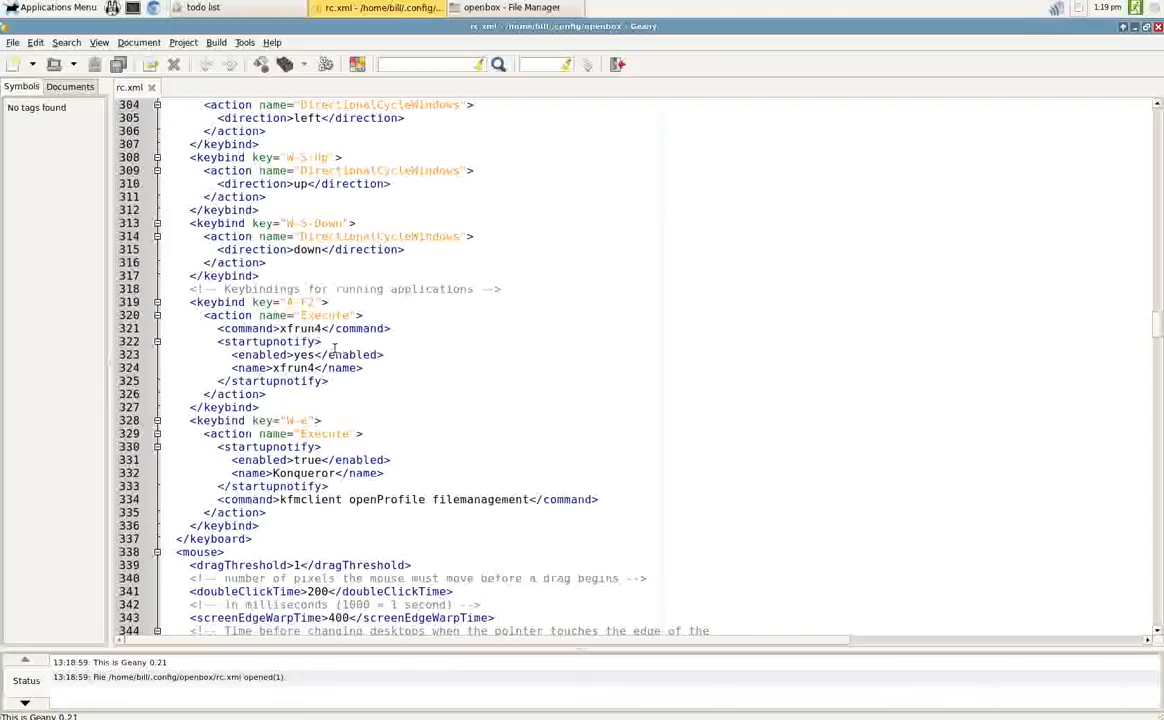 Applications Menu
todo list
rc.xml - /home/bill/.config/...
openbox - File Manager
1:19 pm
rc.xml - /home/bill/.config/openbox - Geany
File Edit Search View Document Project Build Tools Help
Symbols Documents
rc.xml
No tags found
304 <action name="DirectionalCycleWindows">
305 <direction>left</direction>
306 </action>
307 </keybind>
308 <keybind key="W-S-Up">
309 <action name="DirectionalCycleWindows">
310 <direction>up</direction>
311 </action>
312 </keybind>
313 <keybind key="W-S-Down">
314 <action name="DirectionalCycleWindows">
315 <direction>down</direction>
316 </action>
317 </keybind>
318 <!-- Keybindings for running applications -->
319 <keybind key="A-F2">
320 <action name="Execute">
321 <command>xfrun4</command>
322 <startupnotify>
323 <enabled>yes</enabled>
324 <name>xfrun4</name>
325 </startupnotify>
326 </action>
327 </keybind>
328 <keybind key="W-e">
329 <action name="Execute">
330 <startupnotify>
331 <enabled>true</enabled>
332 <name>Konqueror</name>
333 </startupnotify>
334 <command>kfmclient openProfile filemanagement</command>
335 </action>
336 </keybind>
337 </keyboard>
338 <mouse>
339 <dragThreshold>1</dragThreshold>
340 <!-- number of pixels the mouse must move before a drag begins -->
341 <doubleClickTime>200</doubleClickTime>
342 <!-- in milliseconds (1000 = 1 second) -->
343 <screenEdgeWarpTime>400</screenEdgeWarpTime>
344 <!-- Time before changing desktops when the pointer touches the edge of the
Status
13:18:59: This is Geany 0.21.
13:18:59: File /home/bill/.config/openbox/rc.xml opened(1).
This is Geany 0.21.